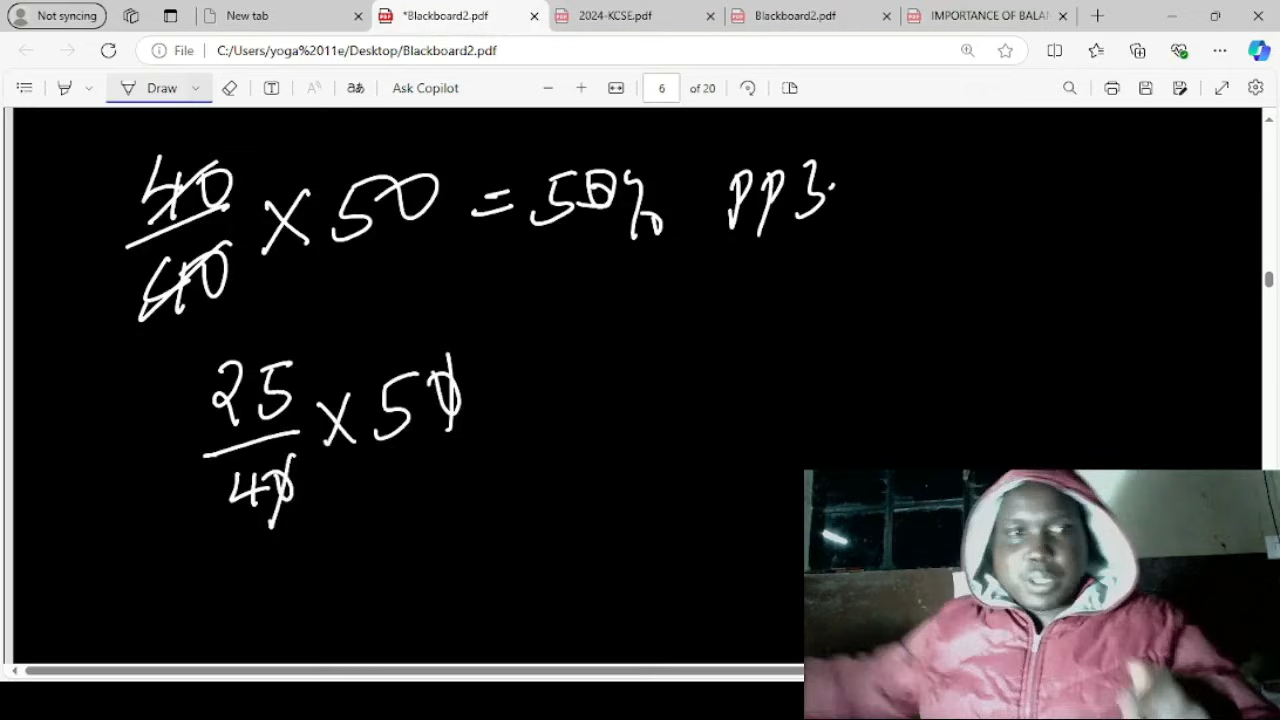 Not syncing
New tab
*Blackboard2.pdf
2024-KCSE.pdf
Blackboard2.pdf
IMPORTANCE OF BALA
File
C:/Users/yoga%2011e/Desktop/Blackboard2.pdf
Draw
Ask Copilot
6 of 20
40/40 × 50 = 50% PP3.
25/40 × 50